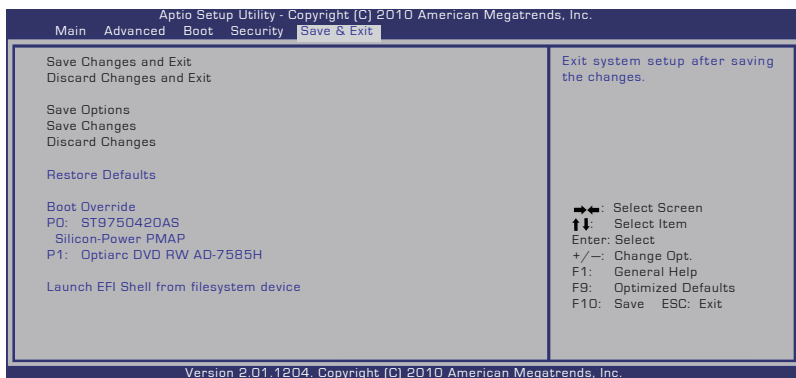 Aptio Setup Utility - Copyright (C) 2010 American Megatrends, Inc.
Main Advanced Boot Security Save & Exit
Save Changes and Exit
Discard Changes and Exit
Save Options
Save Changes
Discard Changes
Restore Defaults
Boot Override
P0: ST9750420AS
Silicon-Power PMAP
P1: Optiarc DVD RW AD-7585H
Launch EFI Shell from filesystem device
Exit system setup after saving
the changes.
→←: Select Screen
↑↓: Select Item
Enter: Select
+/—: Change Opt.
F1: General Help
F9: Optimized Defaults
F10: Save ESC: Exit
Version 2.01.1204. Copyright (C) 2010 American Megatrends, Inc.